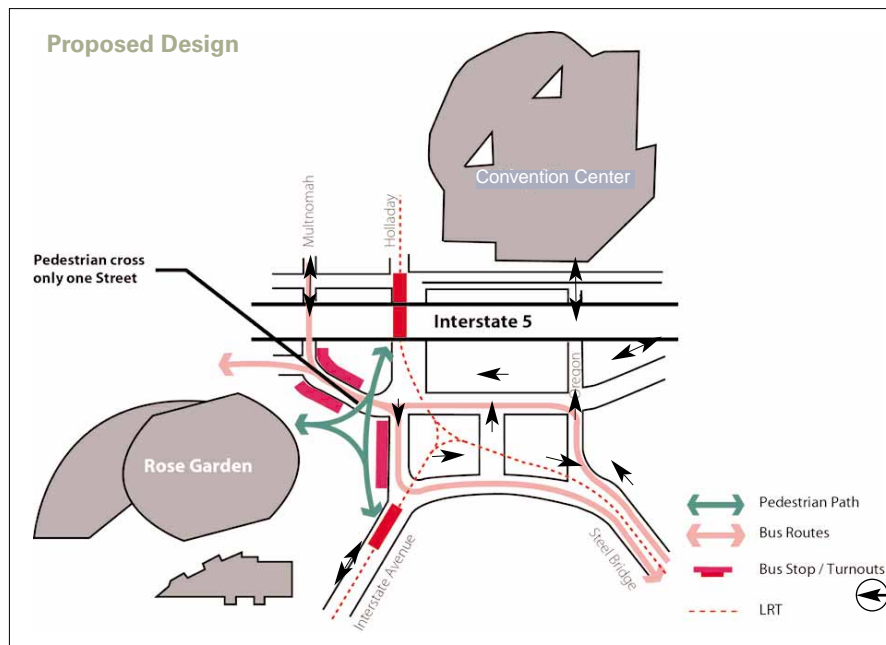 Proposed Design
Convention Center
Multnomah
Holladay
Pedestrian cross
only one Street
Interstate 5
Oregon
Rose Garden
Interstate Avenue
Steel Bridge
Pedestrian Path
Bus Routes
Bus Stop / Turnouts
LRT